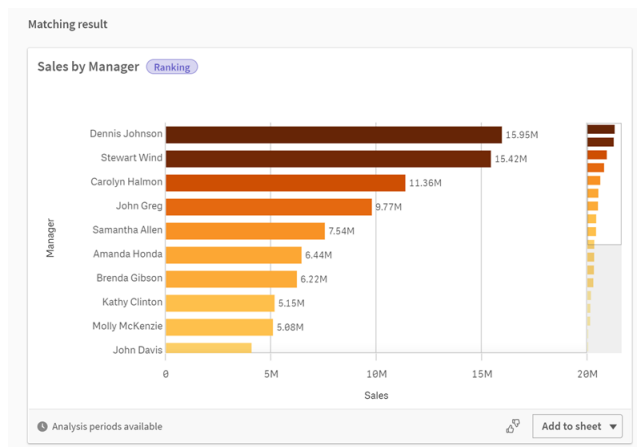 Matching result
Sales by Manager Ranking
Manager
Dennis Johnson 15.95M
Stewart Wind 15.42M
Carolyn Halmon 11.36M
John Greg 9.77M
Samantha Allen 7.54M
Amanda Honda 6.44M
Brenda Gibson 6.22M
Kathy Clinton 5.15M
Molly McKenzie 5.08M
John Davis
0 5M 10M 15M 20M
Sales
Analysis periods available Add to sheet